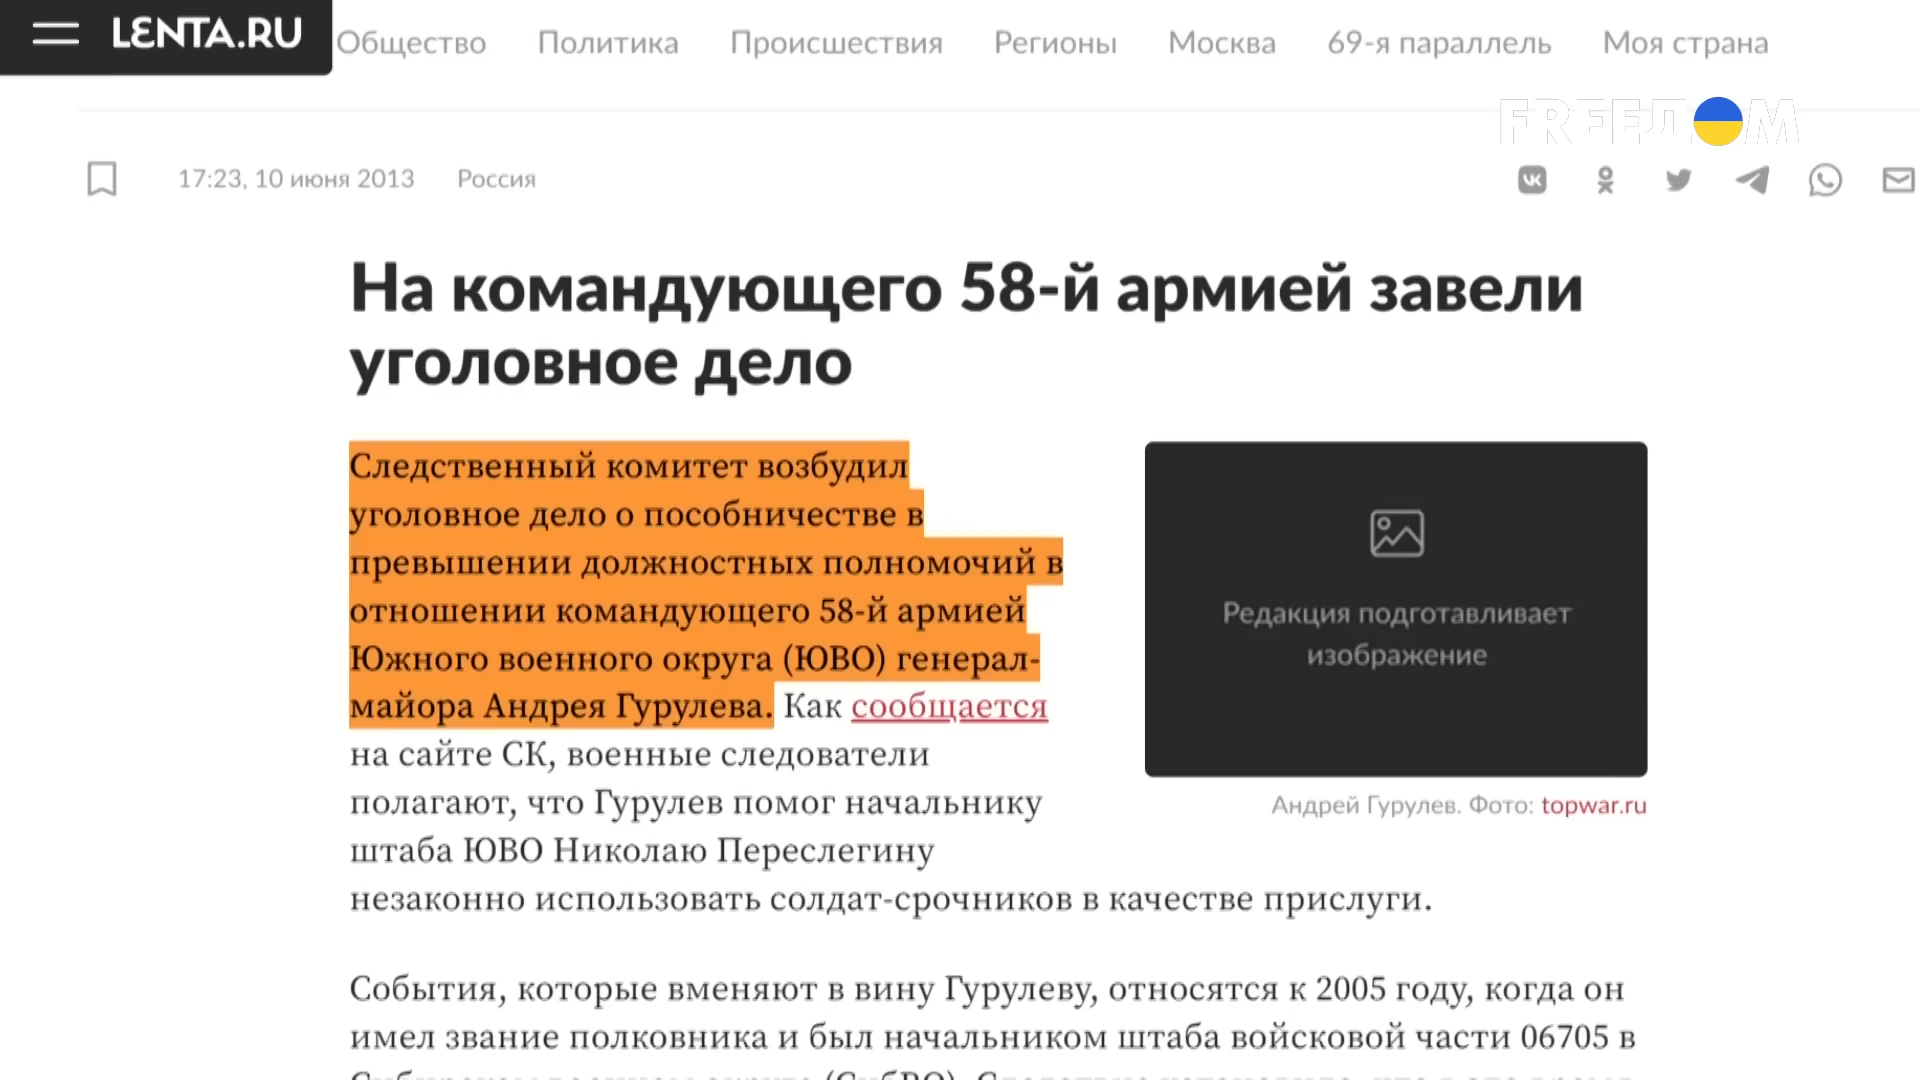 LENTA.RU
Общество Политика Происшествия Регионы Москва 69-я параллель Моя страна
FREEДOM
17:23, 10 июня 2013 Россия
На командующего 58-й армией завели
уголовное дело
Следственный комитет возбудил
уголовное дело о пособничестве в
превышении должностных полномочий в
отношении командующего 58-й армией
Южного военного округа (ЮВО) генерал-
майора Андрея Гурулева. Как сообщается
на сайте СК, военные следователи
полагают, что Гурулев помог начальнику
штаба ЮВО Николаю Переслегину
незаконно использовать солдат-срочников в качестве прислуги.
Редакция подготавливает
изображение
Андрей Гурулев. Фото: topwar.ru
События, которые вменяют в вину Гурулеву, относятся к 2005 году, когда он
имел звание полковника и был начальником штаба войсковой части 06705 в